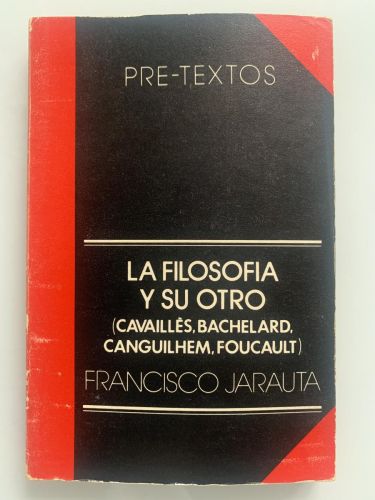 PRE-TEXTOS
LA FILOSOFIA
Y SU OTRO
(CAVAILLÈS, BACHELARD,
CANGUILHEM, FOUCAULT)
FRANCISCO JARAUTA